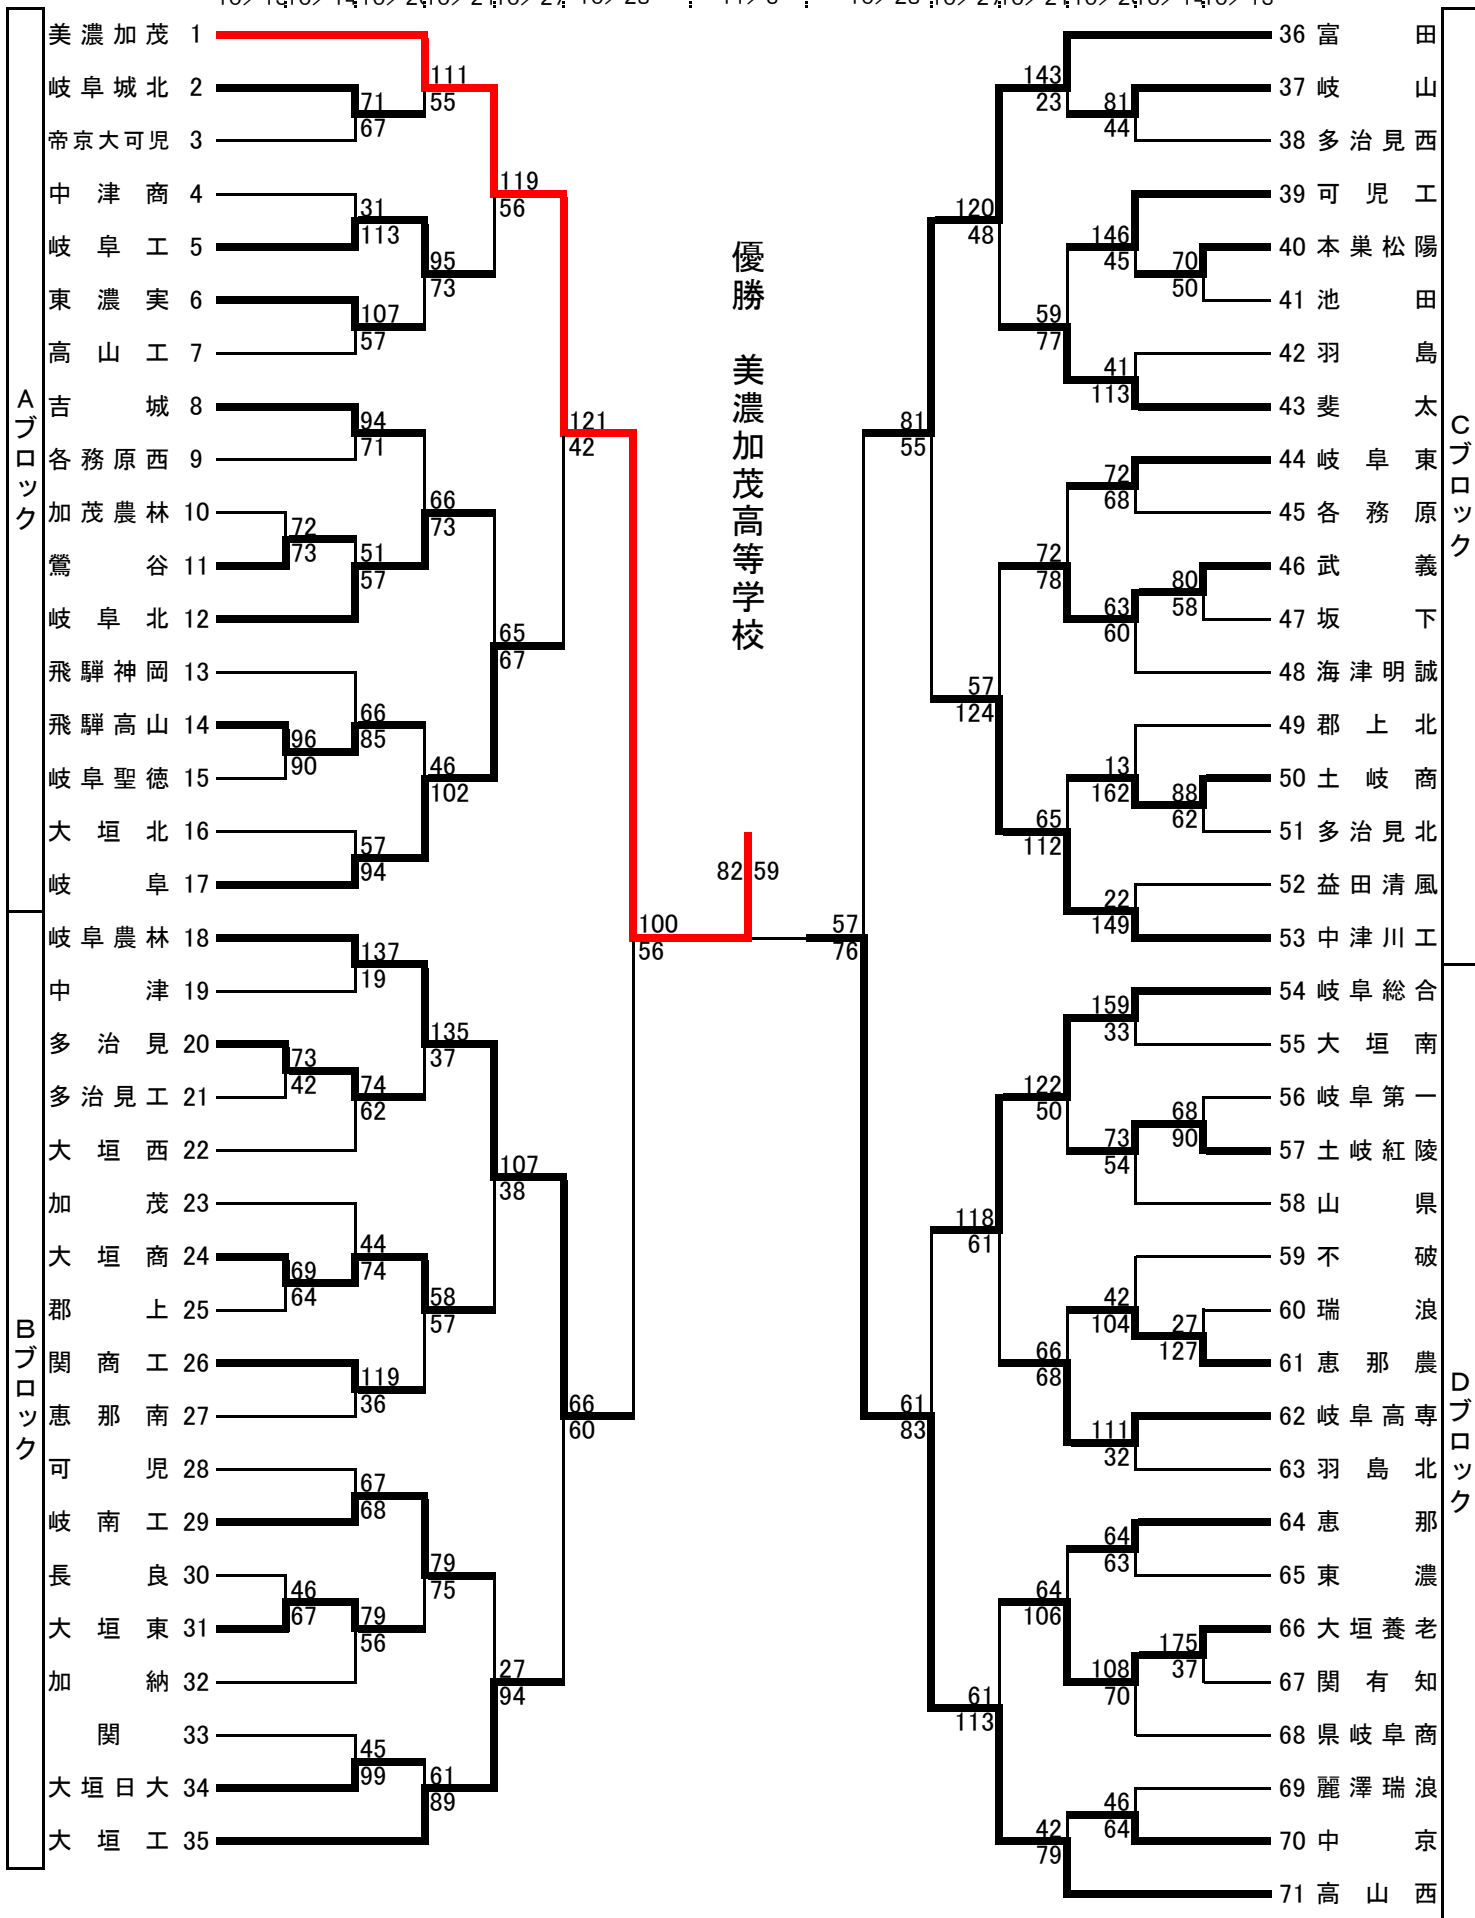 美濃加茂 1
岐阜城北 2
帝京大可児 3
中津商 4
岐阜工 5
東濃実 6
高山工 7
吉城 8
各務原西 9
加茂農林 10
鶯谷 11
岐阜北 12
飛騨神岡 13
飛騨高山 14
岐阜聖徳 15
大垣北 16
岐阜 17
岐阜農林 18
中津 19
多治見 20
多治見工 21
大垣西 22
加茂 23
大垣商 24
郡上 25
関商工 26
恵那南 27
可児 28
岐南工 29
長良 30
大垣東 31
加納 32
関 33
大垣日大 34
大垣工 35
Aブロック
Bブロック
72
73
96
90
73
42
69
64
46
67
71
67
31
113
107
57
94
71
51
57
66
85
57
94
137
19
74
62
44
74
119
36
67
68
79
56
45
99
111
55
95
73
66
73
46
102
135
37
58
57
79
75
61
89
119
56
65
67
107
38
27
94
121
42
66
60
100
56
優勝 美濃加茂高等学校
82 59
57
76
81
55
61
83
120
48
57
124
118
61
61
113
143
23
59
77
72
78
65
112
122
50
66
68
64
106
42
79
81
44
146
45
41
113
72
68
63
60
13
162
22
149
159
33
73
54
42
104
111
32
64
63
108
70
46
64
70
50
80
58
88
62
68
90
27
127
175
37
36 富田
37 岐山
38 多治見西
39 可児工
40 本巣松陽
41 池田
42 羽島
43 斐太
44 岐阜東
45 各務原
46 武義
47 坂下
48 海津明誠
49 郡上北
50 土岐商
51 多治見北
52 益田清風
53 中津川工
54 岐阜総合
55 大垣南
56 岐阜第一
57 土岐紅陵
58 山県
59 不破
60 瑞浪
61 恵那農
62 岐阜高専
63 羽島北
64 恵那
65 東濃
66 大垣養老
67 関有知
68 県岐阜商
69 麗澤瑞浪
70 中京
71 高山西
Cブロック
Dブロック